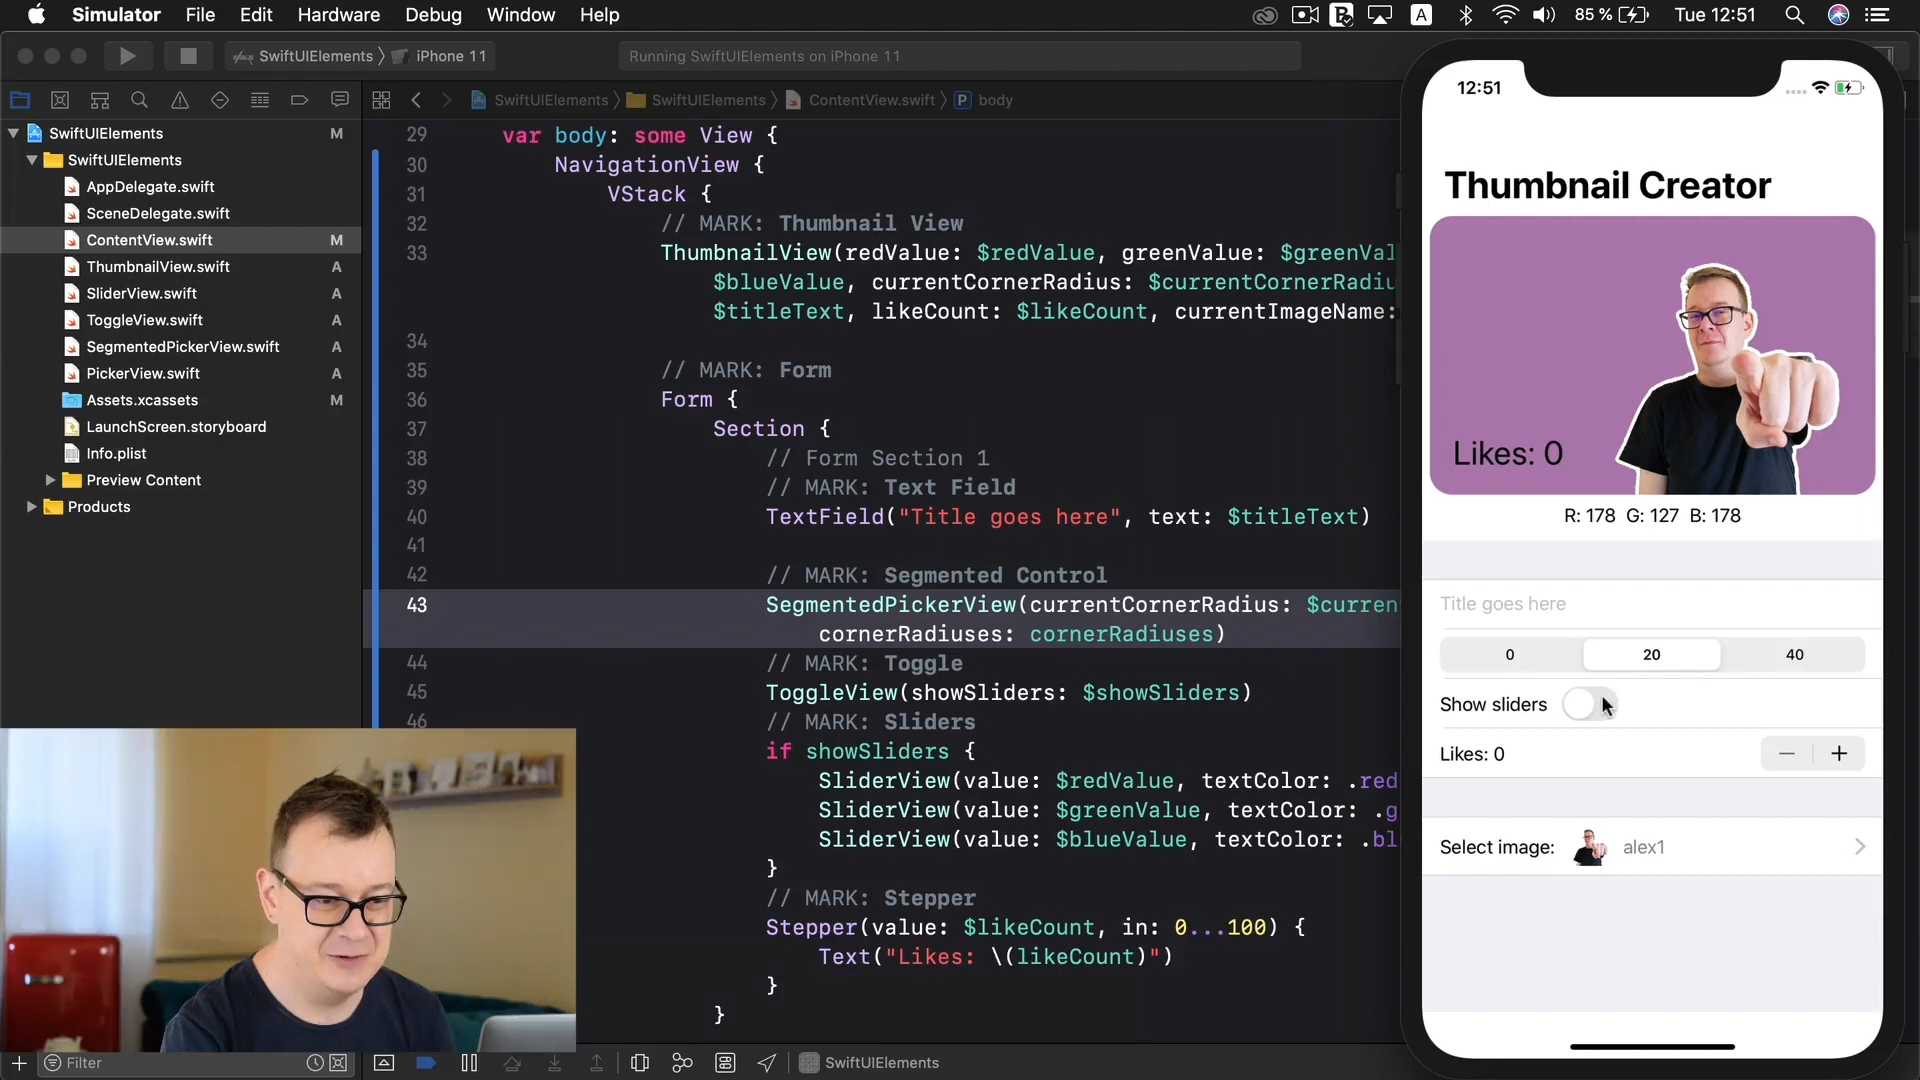 Simulator File Edit Hardware Debug Window Help A 85 % Tue 12:51
SwiftUIElements 〉 iPhone 11 Running SwiftUIElements on iPhone 11
SwiftUIElements 〉 SwiftUIElements 〉 ContentView.swift 〉 P body
SwiftUIElements M
SwiftUIElements
AppDelegate.swift
SceneDelegate.swift
ContentView.swift M
ThumbnailView.swift A
SliderView.swift A
ToggleView.swift A
SegmentedPickerView.swift A
PickerView.swift A
Assets.xcassets M
LaunchScreen.storyboard
Info.plist
Preview Content
Products
29 var body: some View {
30 NavigationView {
31 VStack {
32 // MARK: Thumbnail View
33 ThumbnailView(redValue: $redValue, greenValue: $greenVal
$blueValue, currentCornerRadius: $currentCornerRadiu
$titleText, likeCount: $likeCount, currentImageName:
34
35 // MARK: Form
36 Form {
37 Section {
38 // Form Section 1
39 // MARK: Text Field
40 TextField("Title goes here", text: $titleText)
41
42 // MARK: Segmented Control
43 SegmentedPickerView(currentCornerRadius: $curren
cornerRadiuses: cornerRadiuses)
44 // MARK: Toggle
45 ToggleView(showSliders: $showSliders)
46 // MARK: Sliders
if showSliders {
SliderView(value: $redValue, textColor: .red
SliderView(value: $greenValue, textColor: .g
SliderView(value: $blueValue, textColor: .bl
}
// MARK: Stepper
Stepper(value: $likeCount, in: 0...100) {
Text("Likes: \(likeCount)")
}
}
12:51
Thumbnail Creator
Likes: 0
R: 178 G: 127 B: 178
Title goes here
0 20 40
Show sliders
Likes: 0 − +
Select image: alex1
Filter
SwiftUIElements